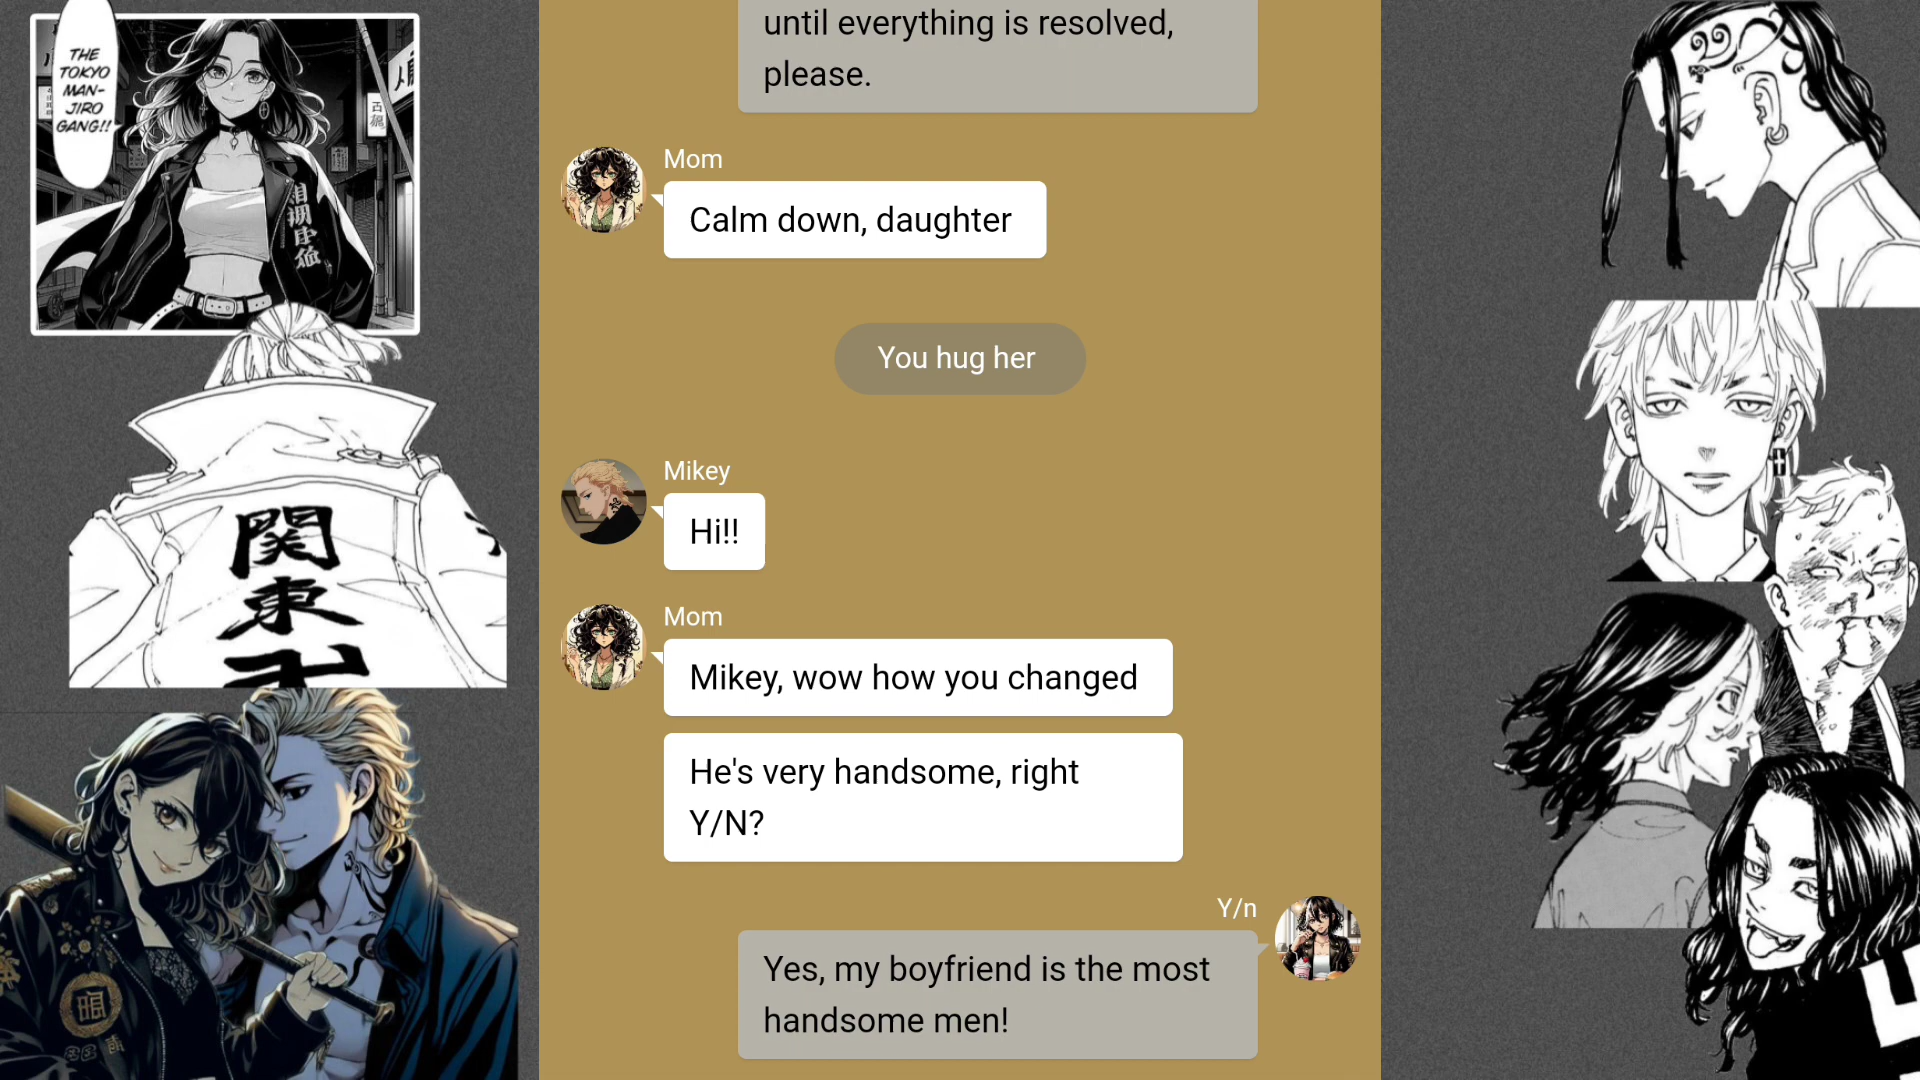 THE
TOKYO
MAN-
JIRO
GANG!!
関
東
卍
until everything is resolved,
please.
Mom
Calm down, daughter
You hug her
Mikey
Hi!!
Mom
Mikey, wow how you changed
He's very handsome, right
Y/N?
Y/n
Yes, my boyfriend is the most
handsome men!